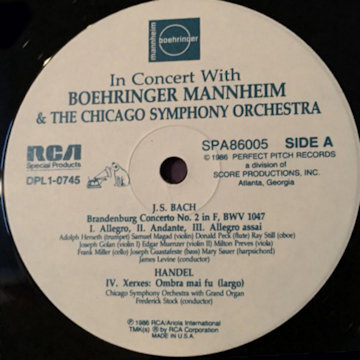 mannheim
boehringer
In Concert With
BOEHRINGER MANNHEIM
& THE CHICAGO SYMPHONY ORCHESTRA
RCA
Special Products
DPL1-0745
SPA86005 SIDE A
© 1986 PERFECT PITCH RECORDS
a division of
SCORE PRODUCTIONS, INC.
Atlanta, Georgia
J.S. BACH
Brandenburg Concerto No. 2 in F, BWV 1047
I. Allegro, II. Andante, III. Allegro assai
Adolph Herseth (trumpet) Samuel Magad (violin) Donald Peck (flute) Ray Still (oboe)
Joseph Golan (violin I) Edgar Muenzer (violin II) Milton Preves (viola)
Frank Miller (cello) Joseph Guastafeste (bass) Mary Sauer (harpsichord)
James Levine (conductor)
HANDEL
IV. Xerxes: Ombra mai fu (largo)
Chicago Symphony Orchestra with Grand Organ
Frederick Stock (conductor)
℗ 1986 RCA/Ariola International
TMK(s) ® by RCA Corporation
MADE IN U.S.A.